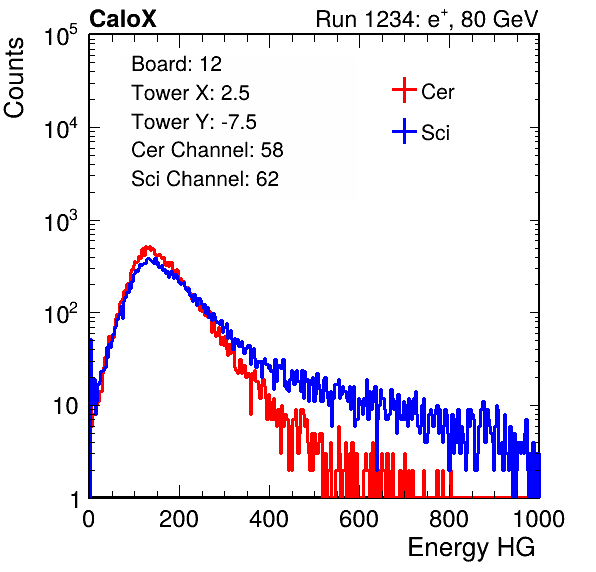 CaloX Run 1234: e⁺, 80 GeV
Counts
Board: 12
Tower X: 2.5
Tower Y: -7.5
Cer Channel: 58
Sci Channel: 62
Cer
Sci
10⁵
10⁴
10³
10²
10
1
0 200 400 600 800 1000
Energy HG